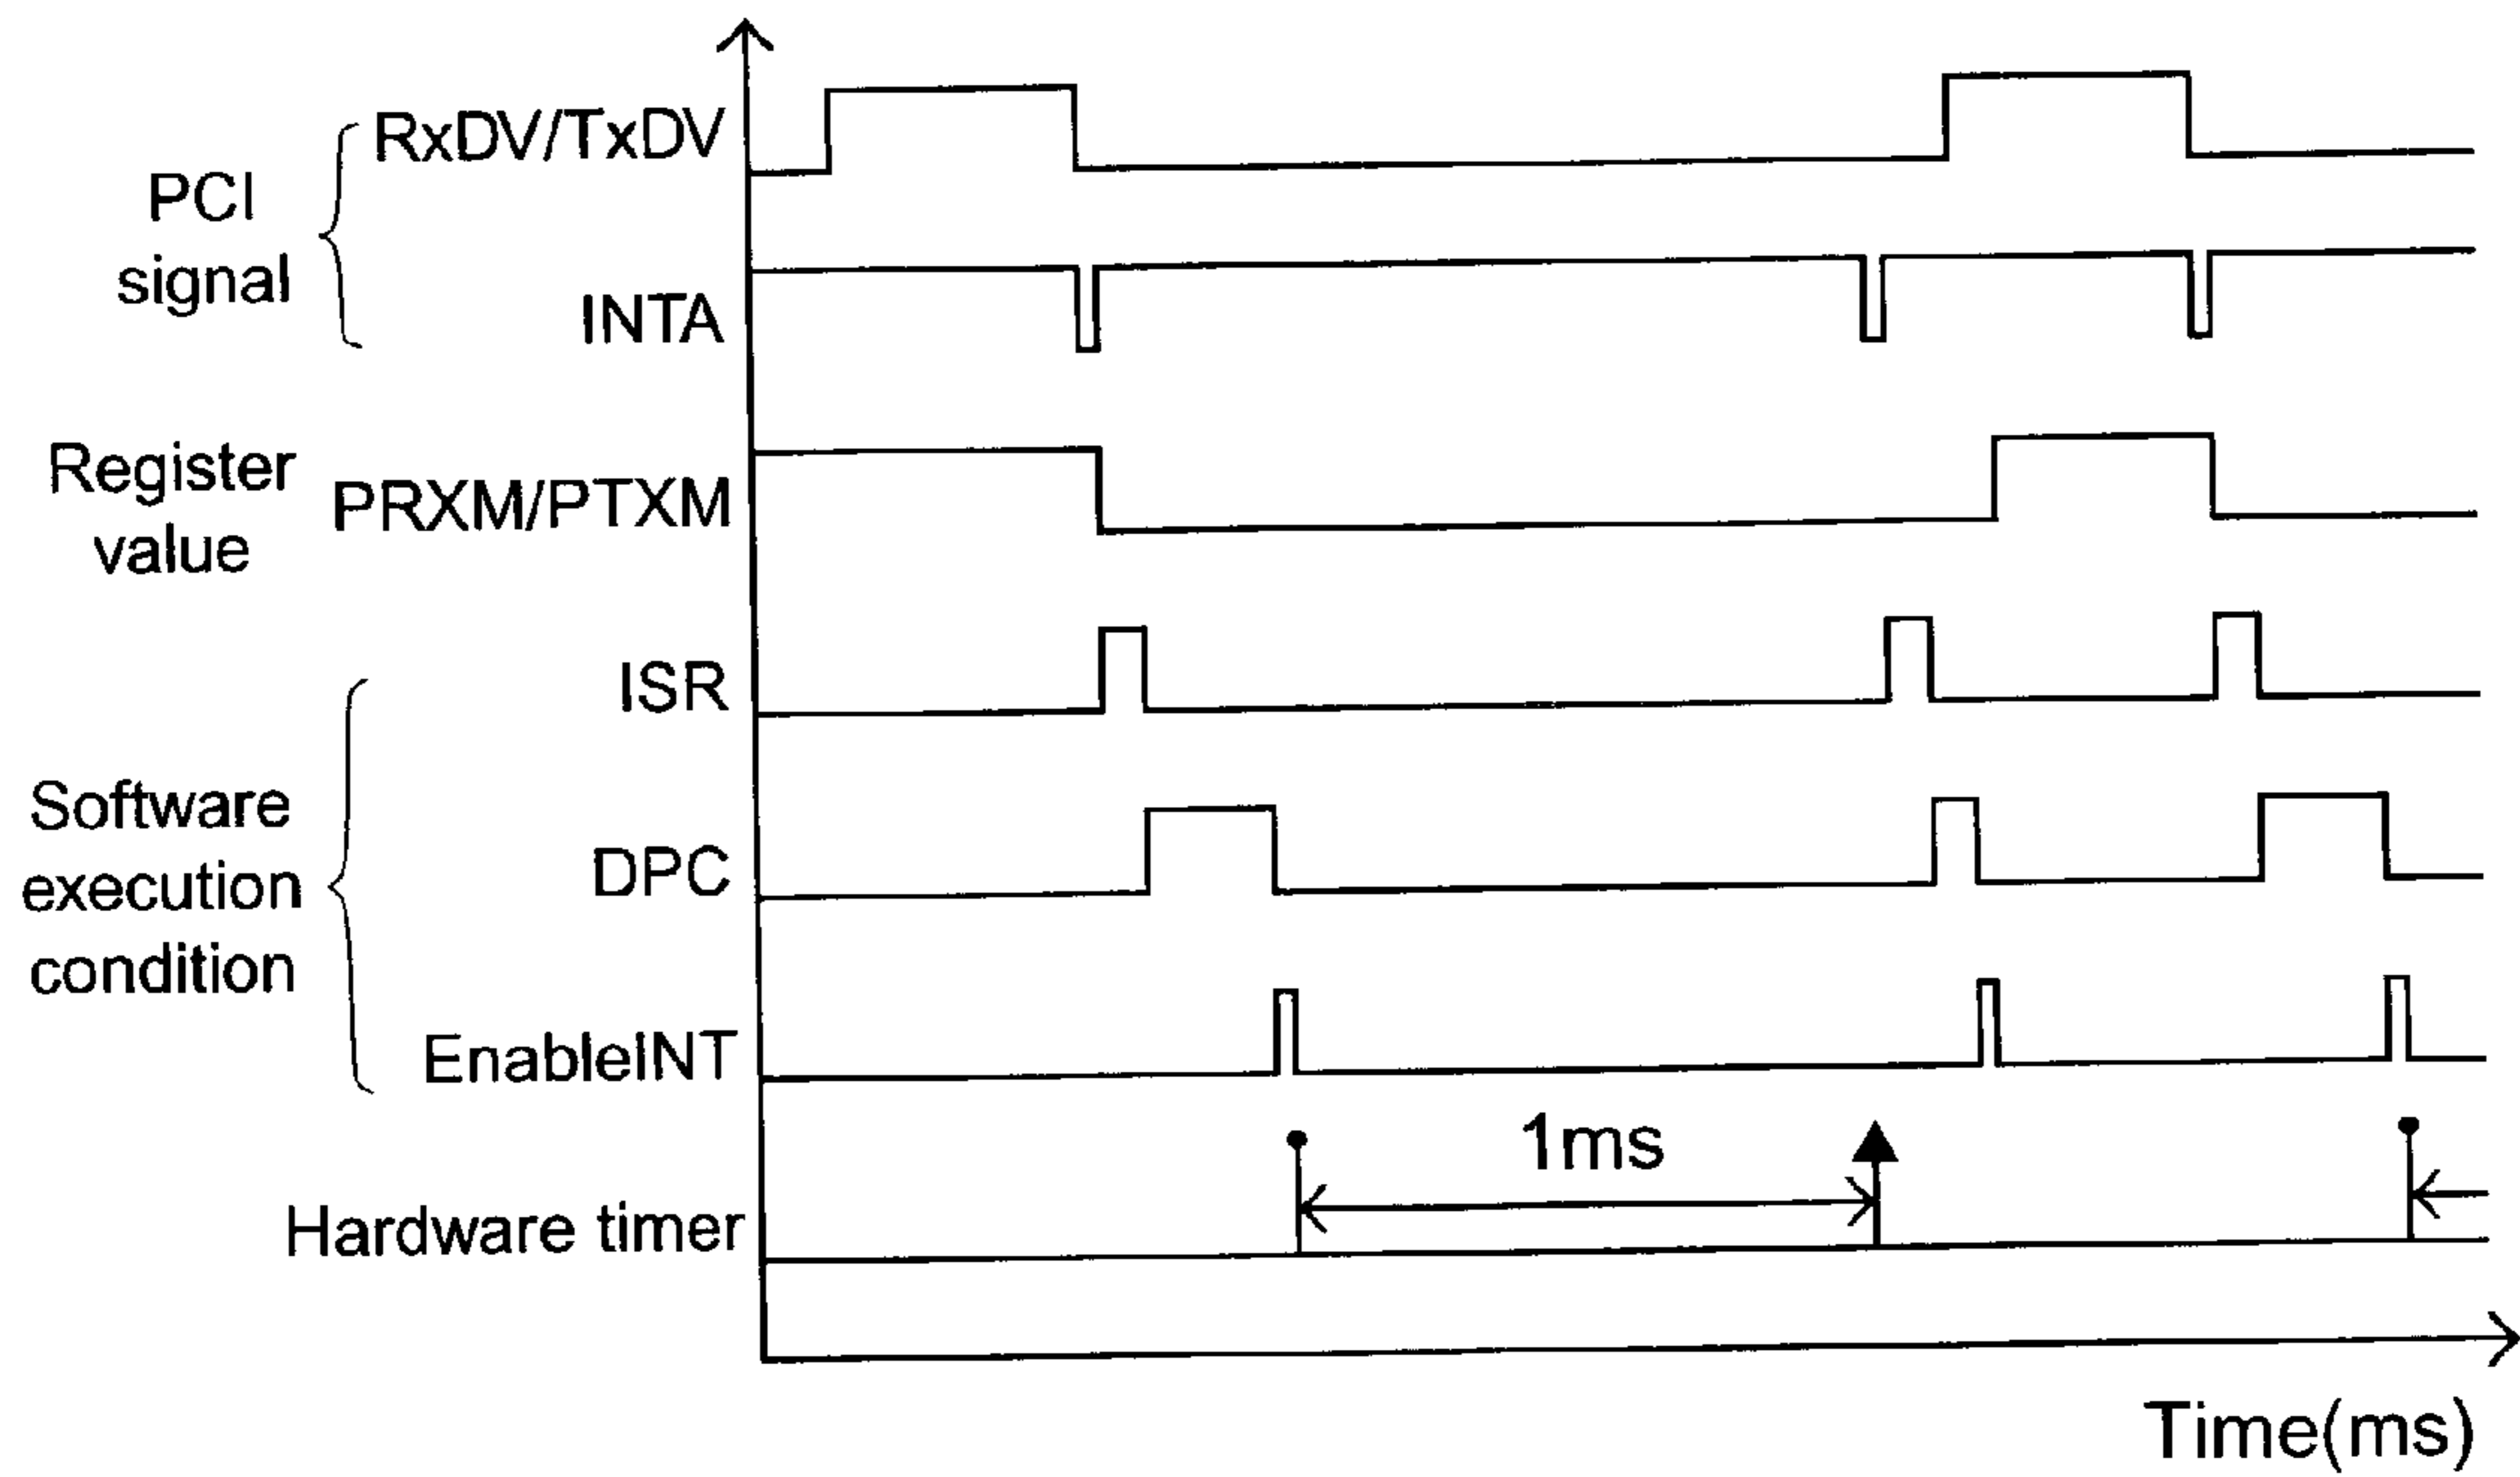 PCI
signal
RxDV/TxDV
INTA
Register
value
PRXM/PTXM
Software
execution
condition
ISR
DPC
EnableINT
Hardware timer
1ms
Time(ms)